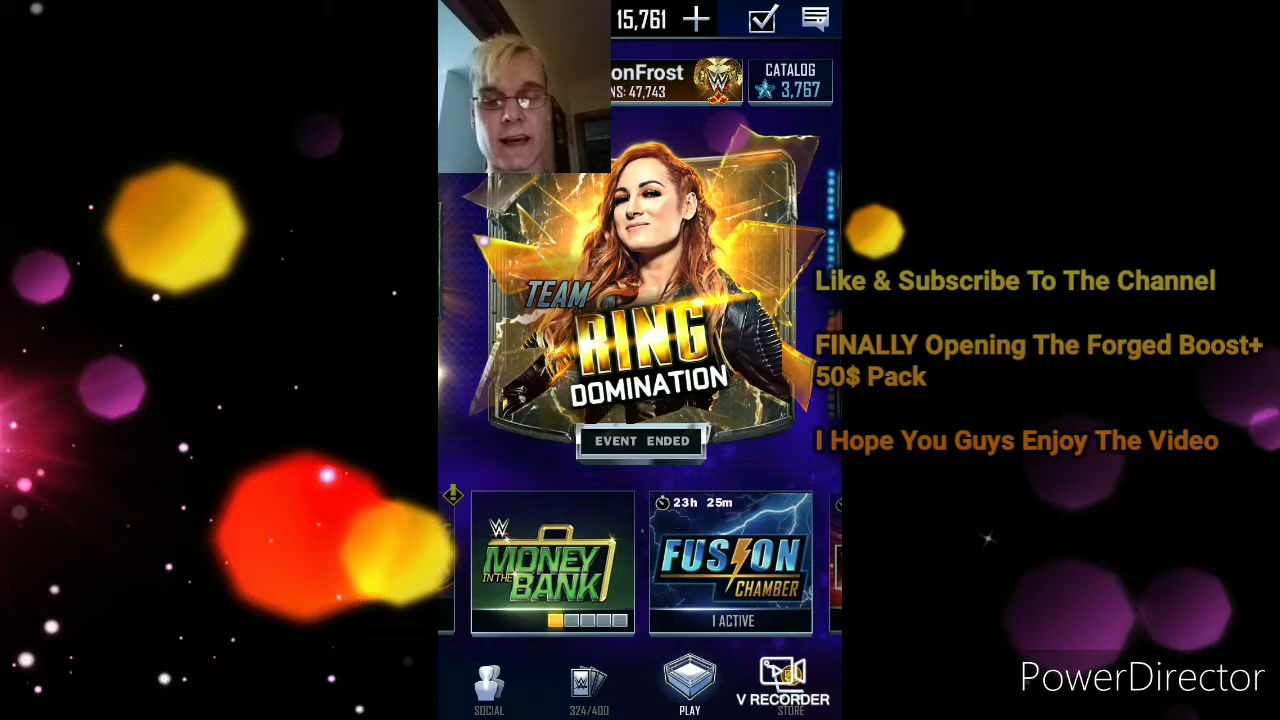 15,761
onFrost
NS: 47,743
CATALOG
3,767
TEAM
RING
DOMINATION
EVENT ENDED
W
MONEY
IN THE
BANK
23h 25m
FUSION
CHAMBER
1 ACTIVE
SOCIAL
324/400
PLAY
STORE
V RECORDER
Like & Subscribe To The Channel
FINALLY Opening The Forged Boost+
50$ Pack
I Hope You Guys Enjoy The Video
PowerDirector